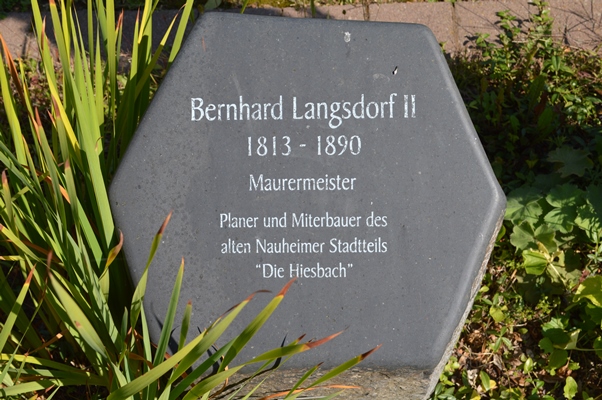 Bernhard Langsdorf II
1813 - 1890
Maurermeister
Planer und Miterbauer des
alten Nauheimer Stadtteils
"Die Hiesbach"